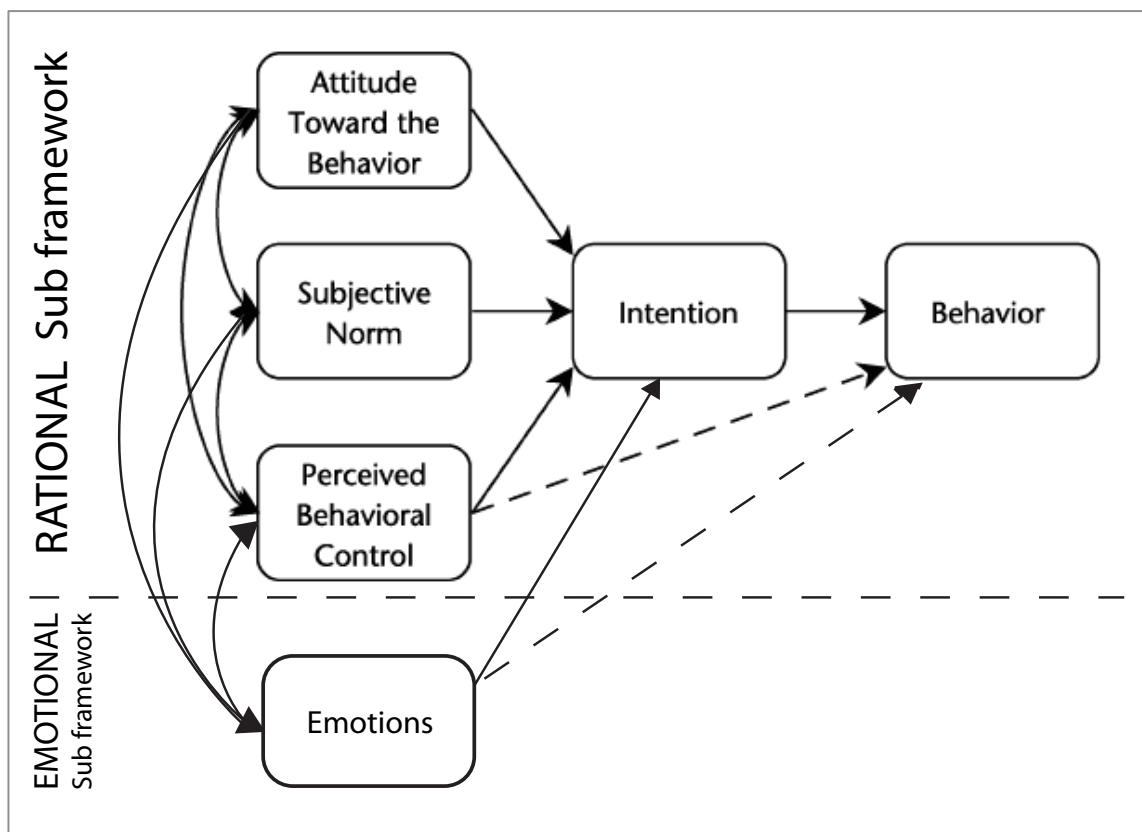 RATIONAL Sub framework
Attitude
Toward the
Behavior
Subjective
Norm
Intention
Behavior
Perceived
Behavioral
Control
EMOTIONAL
Sub framework
Emotions